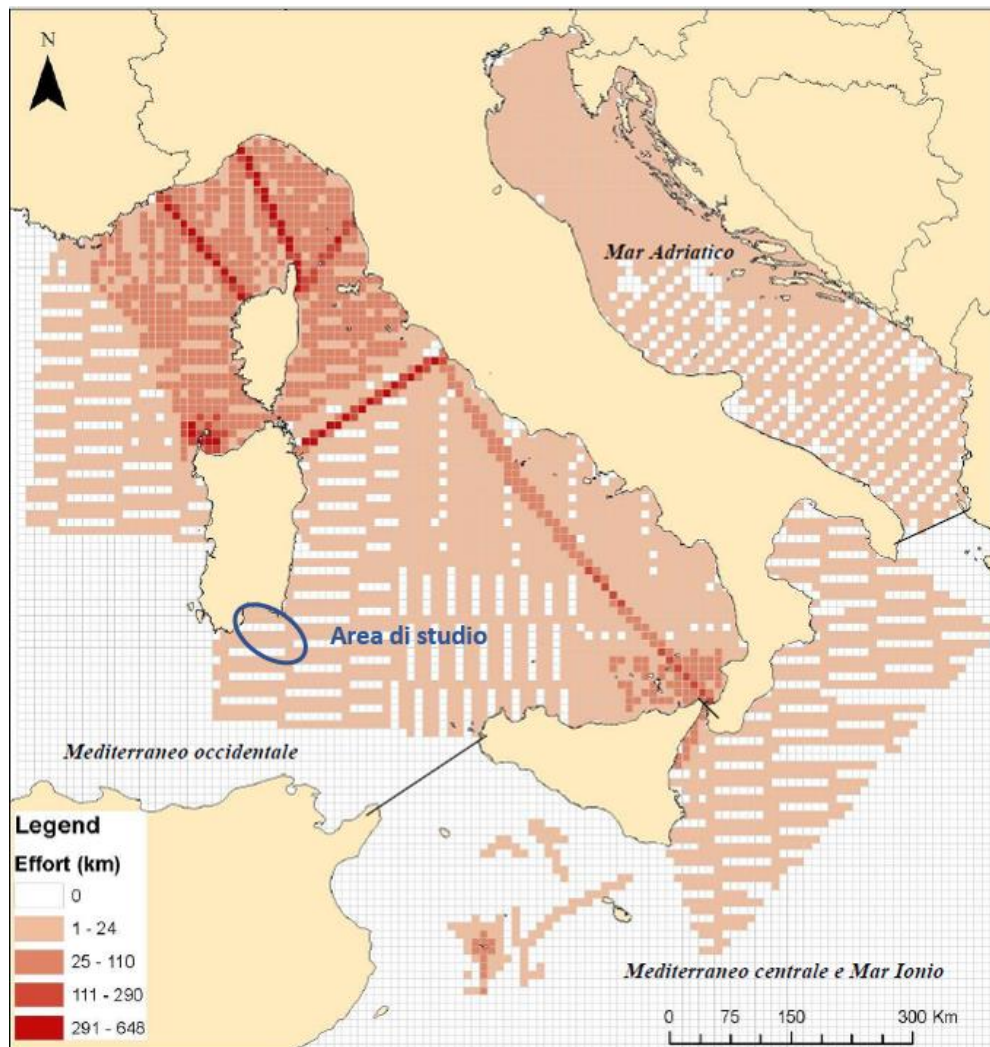 N
Mar Adriatico
Area di studio
Mediterraneo occidentale
Legend
Effort (km)
0
1 - 24
25 - 110
111 - 290
291 - 648
Mediterraneo centrale e Mar Ionio
0 75 150 300 Km